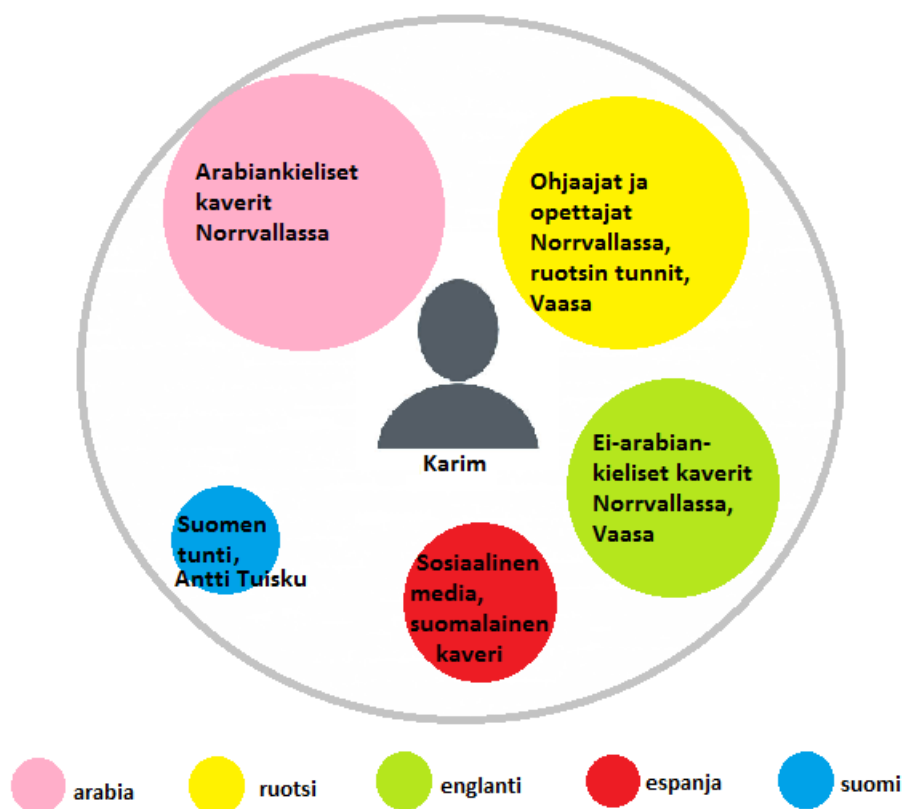 Arabiankieliset
kaverit
Norrvallassa
Ohjaajat ja
opettajat
Norrvallassa,
ruotsin tunnit,
Vaasa
Karim
Ei-arabian-
kieliset kaverit
Norrvallassa,
Vaasa
Suomen
tunti,
Antti Tuisku
Sosiaalinen
media,
suomalainen
kaveri
arabia
ruotsi
englanti
espanja
suomi